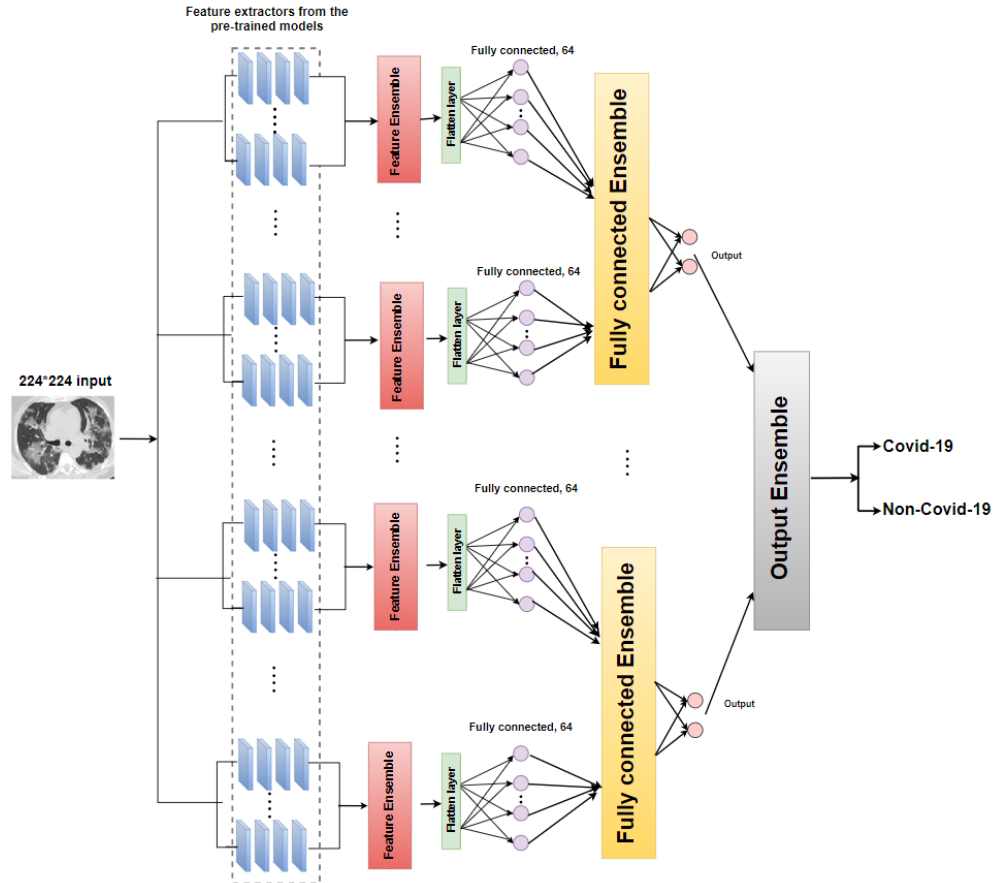 Feature extractors from the
pre-trained models
Fully connected, 64
Feature Ensemble
Flatten layer
Fully connected Ensemble
Output
Fully connected, 64
Feature Ensemble
Flatten layer
224*224 input
Output Ensemble
Covid-19
Non-Covid-19
Fully connected, 64
Feature Ensemble
Flatten layer
Fully connected Ensemble
Output
Fully connected, 64
Feature Ensemble
Flatten layer